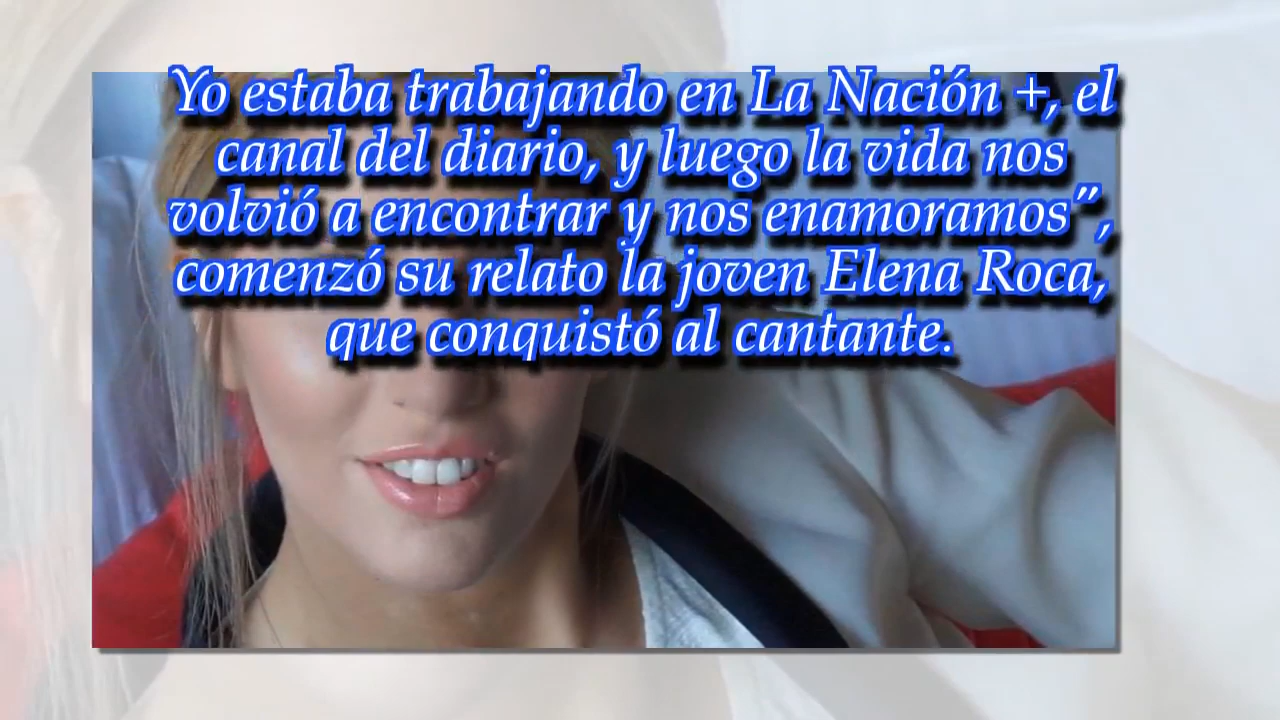 Yo estaba trabajando en La Nación +, el
canal del diario, y luego la vida nos
volvió a encontrar y nos enamoramos”,
comenzó su relato la joven Elena Roca,
que conquistó al cantante.